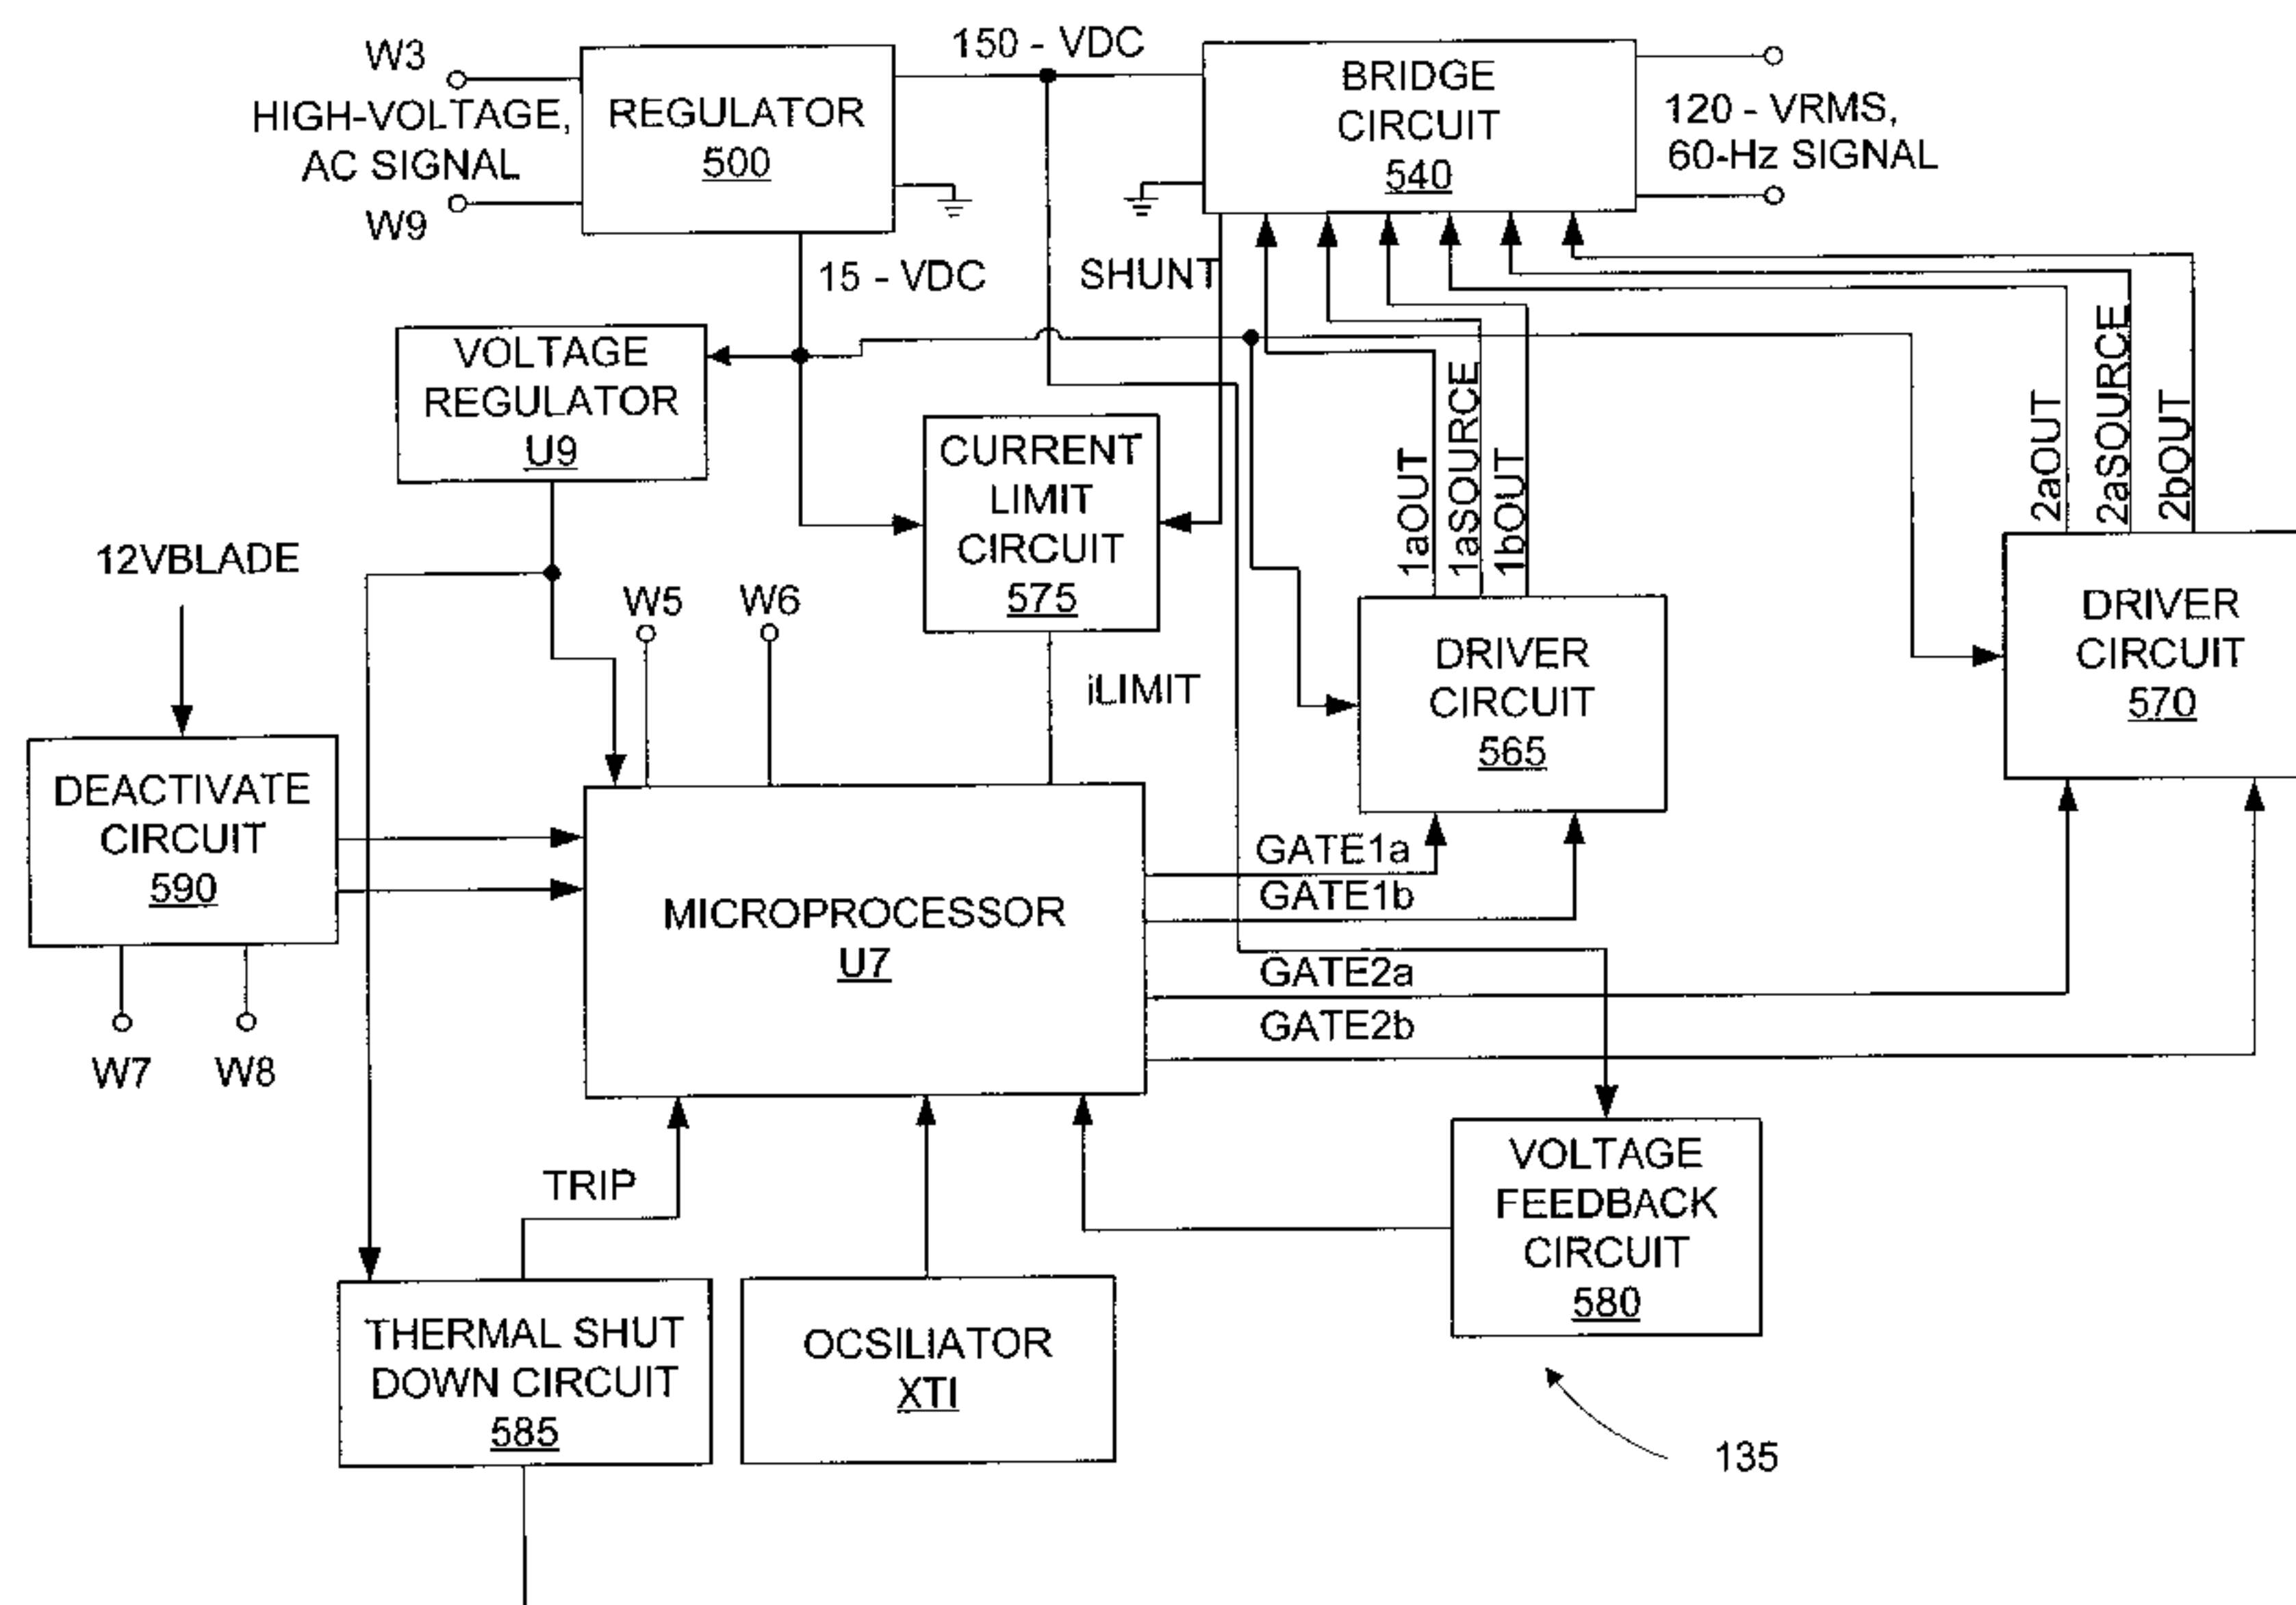 W3
HIGH-VOLTAGE,
AC SIGNAL
W9
REGULATOR
500
150 - VDC
BRIDGE
CIRCUIT
540
120 - VRMS,
60-Hz SIGNAL
15 - VDC
SHUNT
VOLTAGE
REGULATOR
U9
CURRENT
LIMIT
CIRCUIT
575
1aOUT
1aSOURCE
1bOUT
2aOUT
2aSOURCE
2bOUT
12VBLADE
W5
W6
iLIMIT
DRIVER
CIRCUIT
565
DRIVER
CIRCUIT
570
DEACTIVATE
CIRCUIT
590
W7
W8
MICROPROCESSOR
U7
GATE1a
GATE1b
GATE2a
GATE2b
TRIP
VOLTAGE
FEEDBACK
CIRCUIT
580
THERMAL SHUT
DOWN CIRCUIT
585
OCSILIATOR
XTI
135